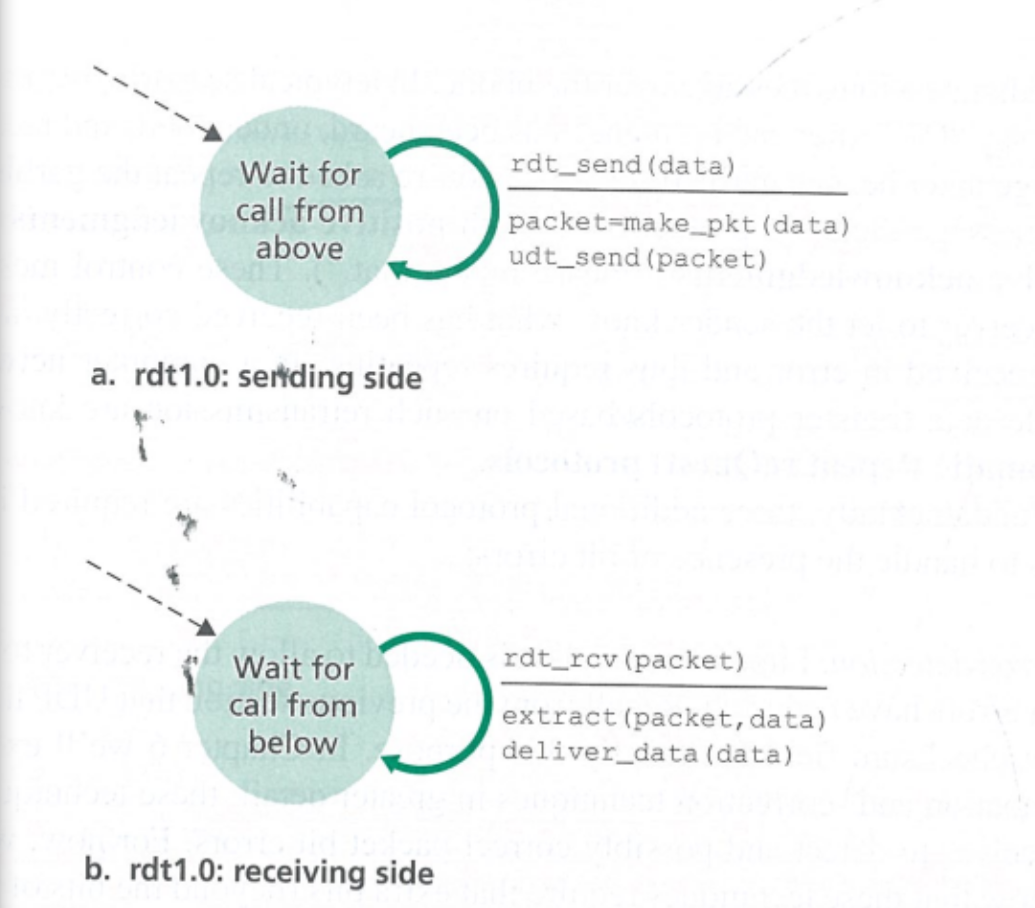 Wait for
call from
above
rdt_send(data)
packet=make_pkt(data)
udt_send(packet)
a. rdt1.0: sending side
Wait for
call from
below
rdt_rcv(packet)
extract(packet,data)
deliver_data(data)
b. rdt1.0: receiving side